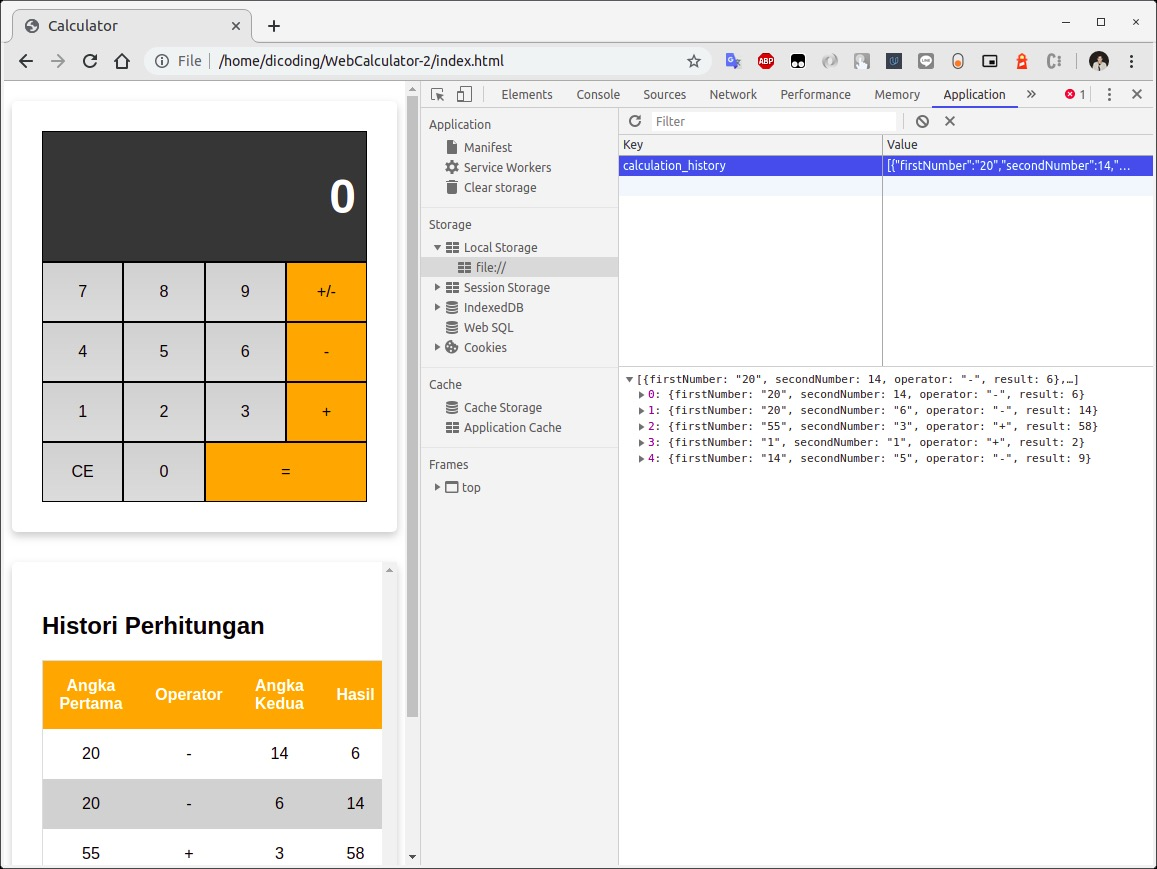 Calculator
File /home/dicoding/WebCalculator-2/index.html
ABP
0
7 8 9 +/-
4 5 6 -
1 2 3 +
CE 0 =
Histori Perhitungan
Angka Pertama Operator Angka Kedua Hasil
20 - 14 6
20 - 6 14
55 + 3 58
Elements Console Sources Network Performance Memory Application » 1
Application
Manifest
Service Workers
Clear storage
Storage
Local Storage
file://
Session Storage
IndexedDB
Web SQL
Cookies
Cache
Cache Storage
Application Cache
Frames
top
Filter
Key Value
calculation_history [{"firstNumber":"20","secondNumber":14,"...
[{firstNumber: "20", secondNumber: 14, operator: "-", result: 6},…]
0: {firstNumber: "20", secondNumber: 14, operator: "-", result: 6}
1: {firstNumber: "20", secondNumber: "6", operator: "-", result: 14}
2: {firstNumber: "55", secondNumber: "3", operator: "+", result: 58}
3: {firstNumber: "1", secondNumber: "1", operator: "+", result: 2}
4: {firstNumber: "14", secondNumber: "5", operator: "-", result: 9}